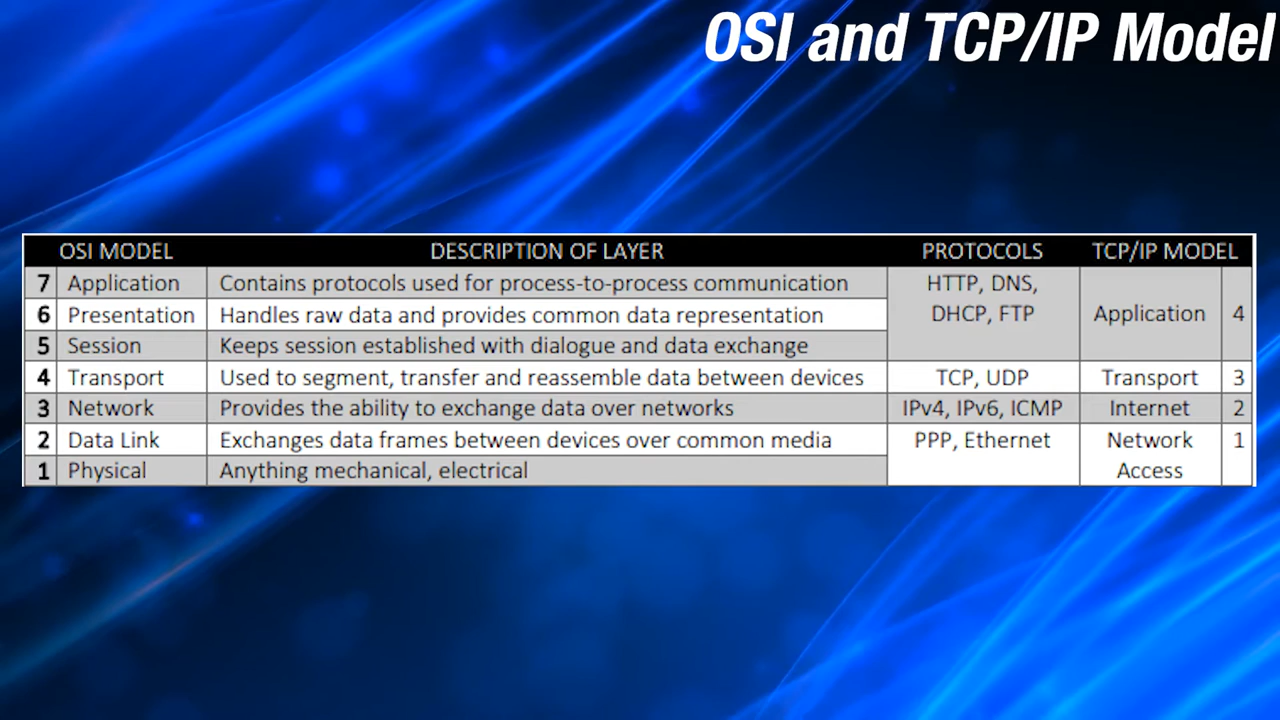 OSI and TCP/IP Model
OSI MODEL DESCRIPTION OF LAYER PROTOCOLS TCP/IP MODEL
7 Application Contains protocols used for process-to-process communication HTTP, DNS,
6 Presentation Handles raw data and provides common data representation DHCP, FTP Application 4
5 Session Keeps session established with dialogue and data exchange
4 Transport Used to segment, transfer and reassemble data between devices TCP, UDP Transport 3
3 Network Provides the ability to exchange data over networks IPv4, IPv6, ICMP Internet 2
2 Data Link Exchanges data frames between devices over common media PPP, Ethernet Network 1
1 Physical Anything mechanical, electrical Access